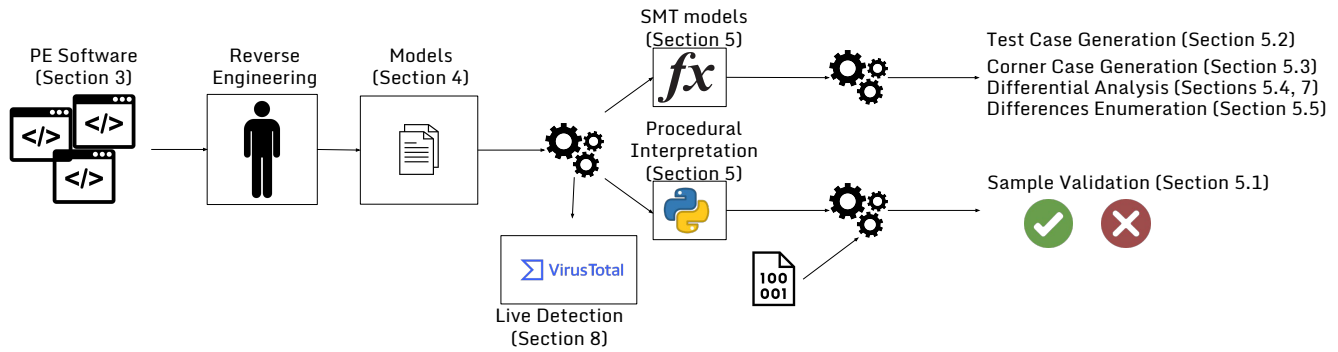 PE Software
(Section 3)
</>
</>
</>
Reverse
Engineering
Models
(Section 4)
SMT models
(Section 5)
fx
Procedural
Interpretation
(Section 5)
VirusTotal
Live Detection
(Section 8)
100
001
Test Case Generation (Section 5.2)
Corner Case Generation (Section 5.3)
Differential Analysis (Sections 5.4, 7)
Differences Enumeration (Section 5.5)
Sample Validation (Section 5.1)